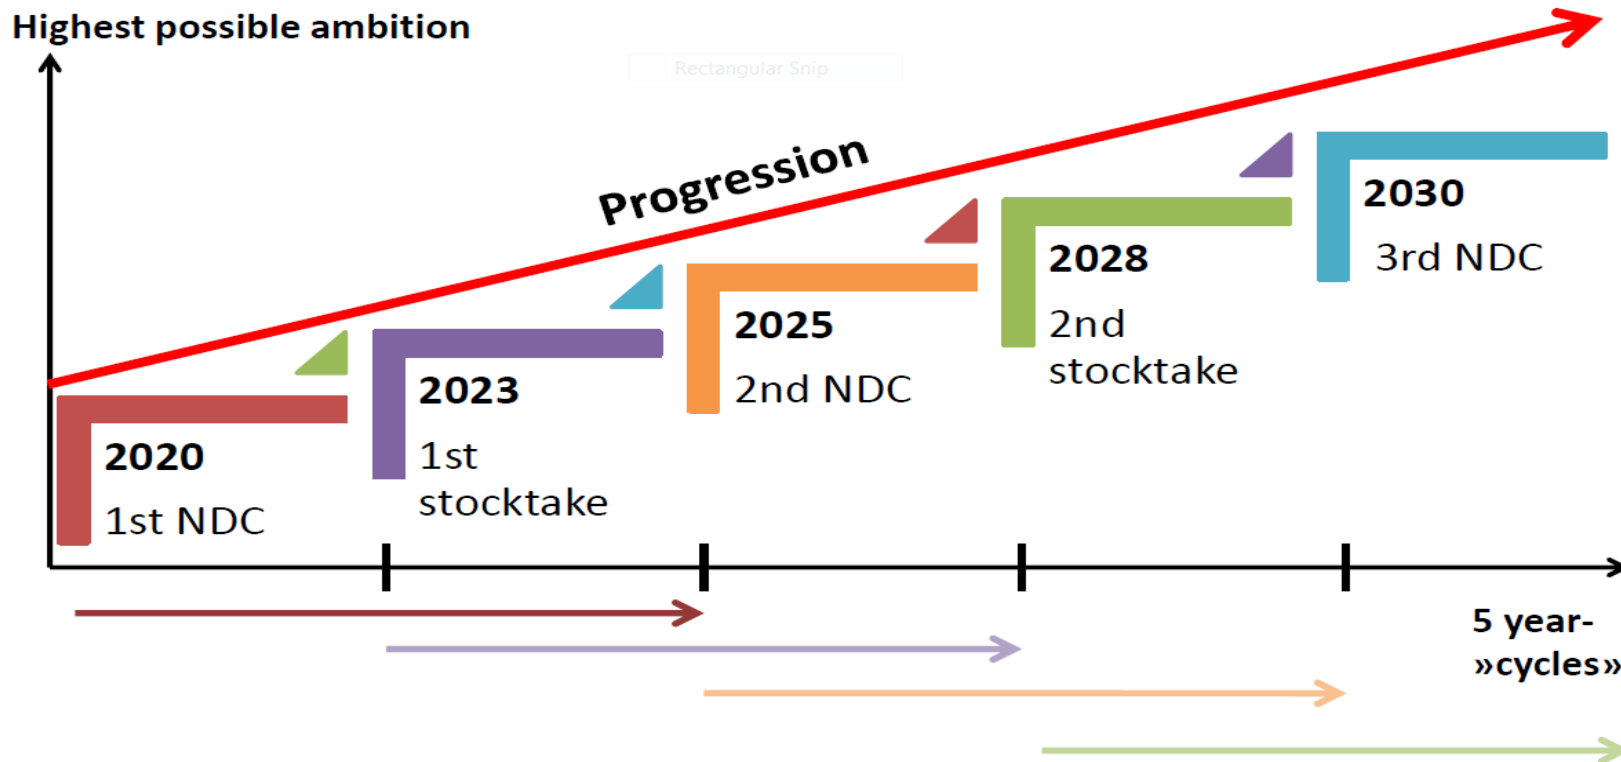 Highest possible ambition
Rectangular Snip
Progression
2020
1st NDC
2023
1st
stocktake
2025
2nd NDC
2028
2nd
stocktake
2030
3rd NDC
5 year-
»cycles»